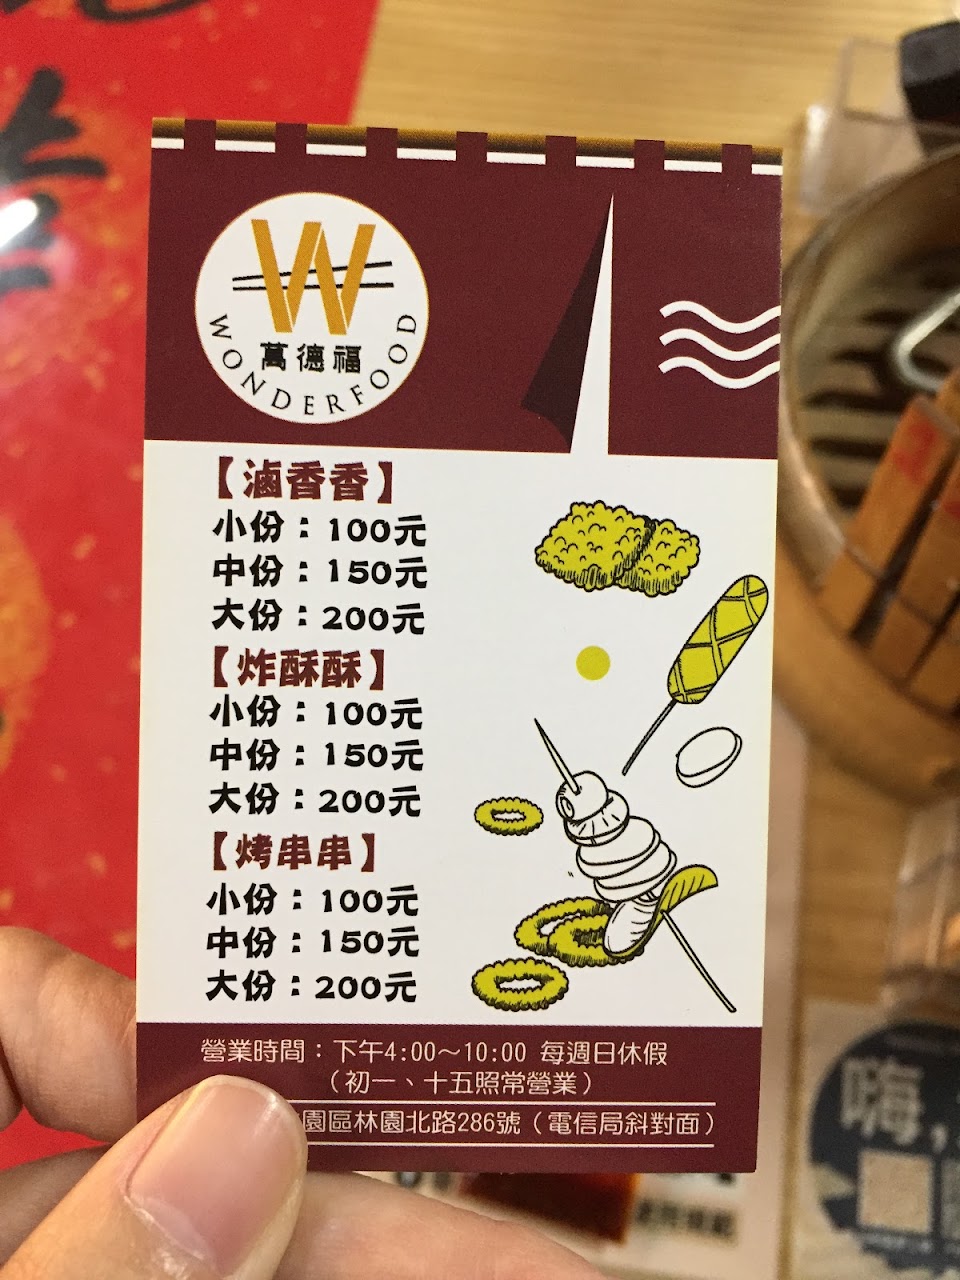 W
萬德福
WONDERFOOD
【滷香香】
小份：100元
中份：150元
大份：200元
【炸酥酥】
小份：100元
中份：150元
大份：200元
【烤串串】
小份：100元
中份：150元
大份：200元
營業時間：下午4:00～10:00 每週日休假
（初一、十五照常營業）
園區林園北路286號（電信局斜對面）
嗨,